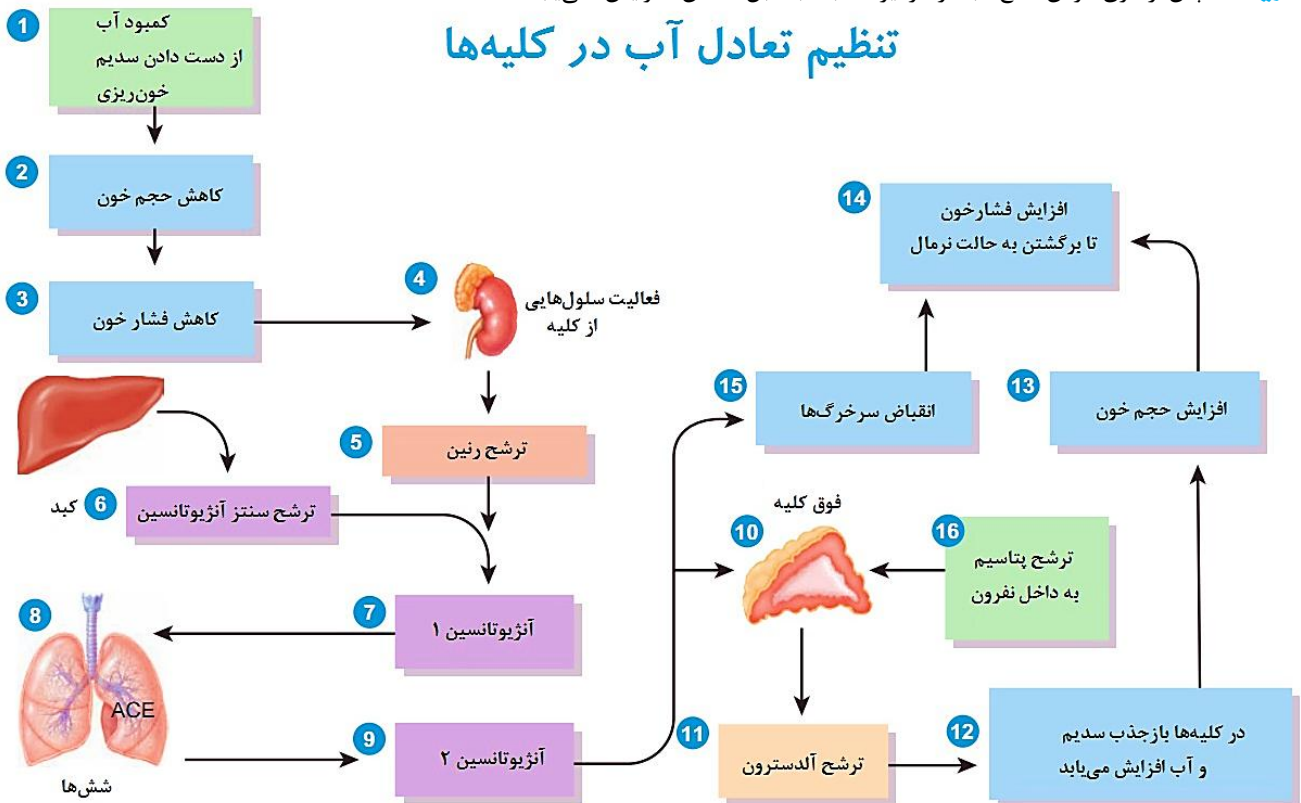 تنظیم تعادل آب در کلیه‌ها
1
کمبود آب
از دست دادن سدیم
خون‌ریزی
2
کاهش حجم خون
3
کاهش فشار خون
4
فعالیت سلول‌هایی
از کلیه
5
ترشح رنین
6
کبد
ترشح سنتز آنژیوتانسین
7
آنژیوتانسین ۱
8
ACE
شش‌ها
9
آنژیوتانسین ۲
10
فوق کلیه
11
ترشح آلدسترون
12
در کلیه‌ها بازجذب سدیم
و آب افزایش می‌یابد
13
افزایش حجم خون
14
افزایش فشارخون
تا برگشتن به حالت نرمال
15
انقباض سرخرگ‌ها
16
ترشح پتاسیم
به داخل نفرون